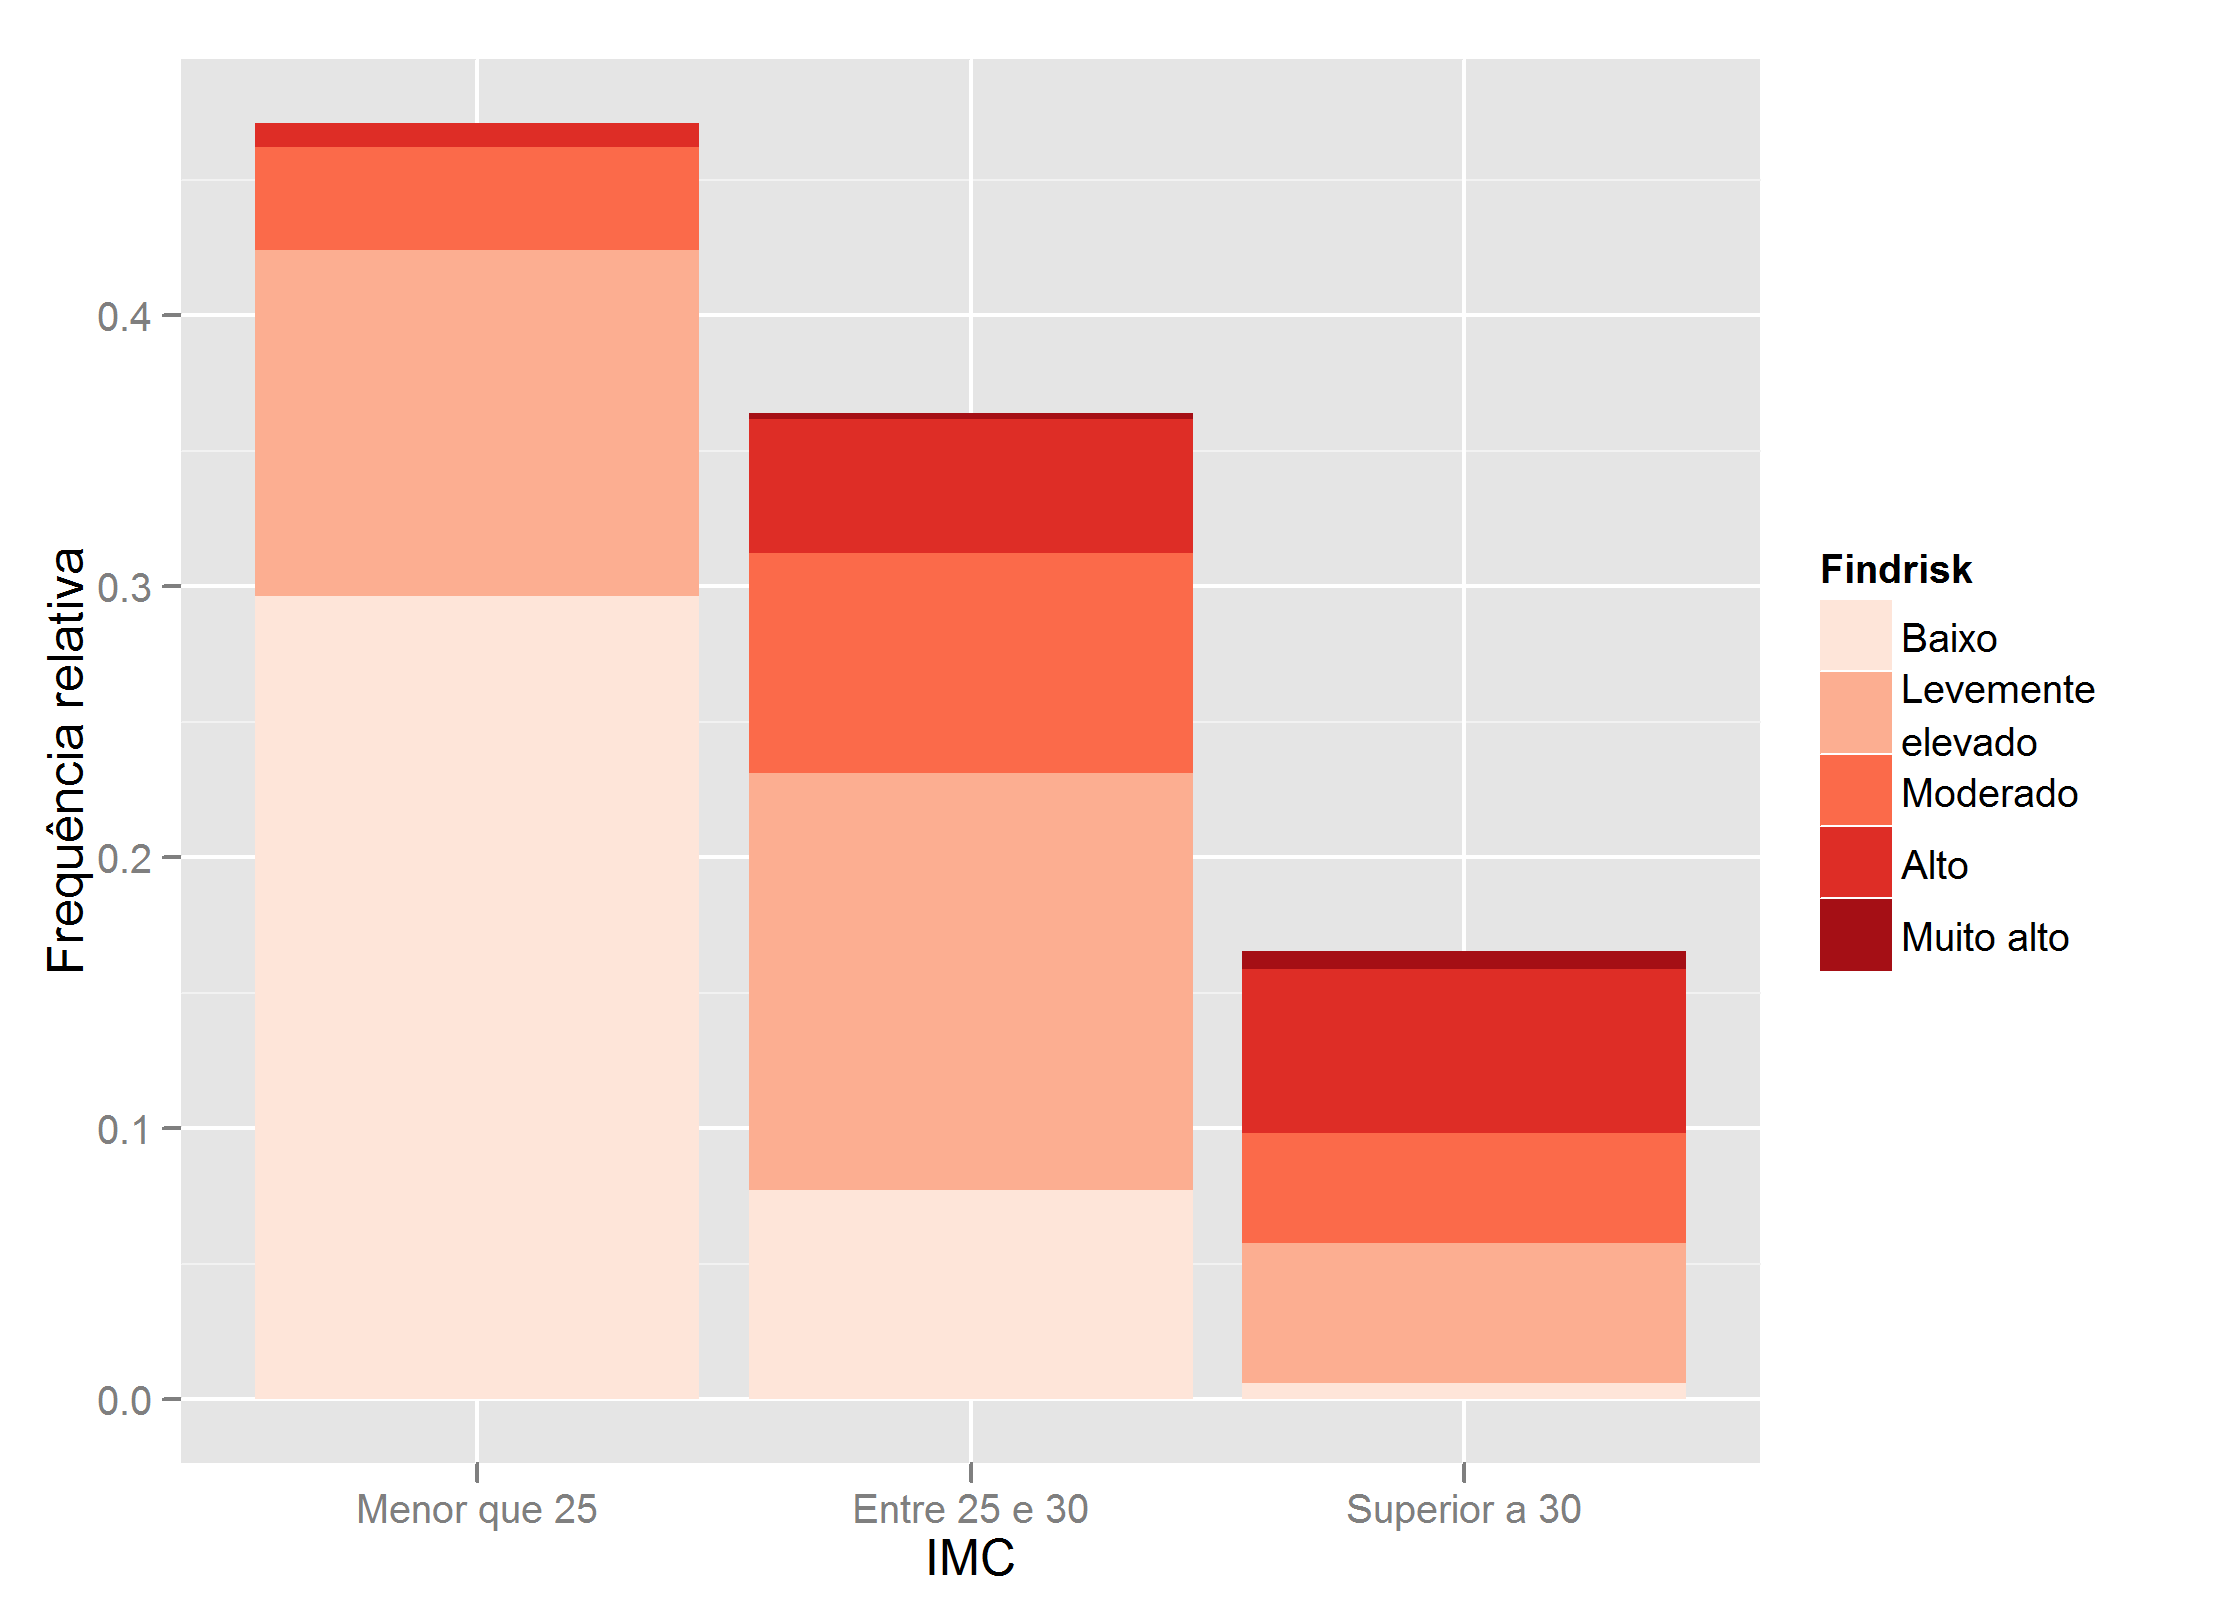 Frequência relativa
0.4
0.3
0.2
0.1
0.0
Menor que 25
Entre 25 e 30
Superior a 30
IMC
Findrisk
Baixo
Levemente
elevado
Moderado
Alto
Muito alto